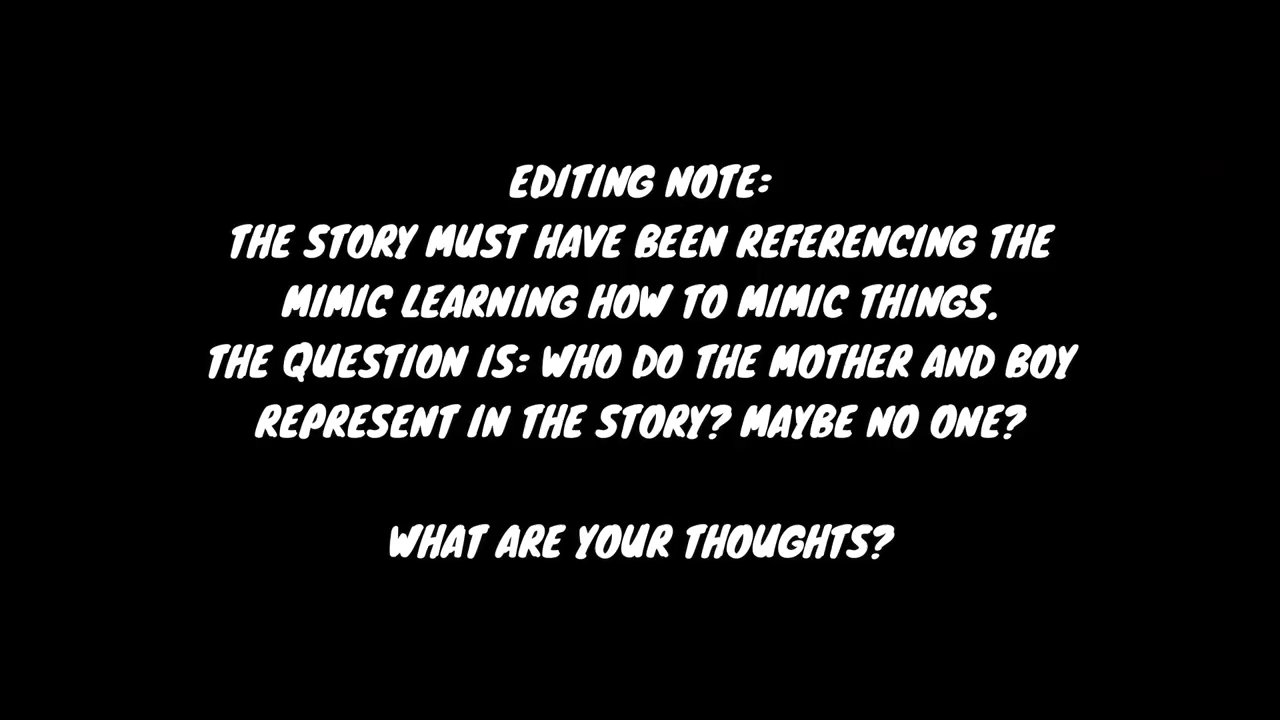 EDITING NOTE:
THE STORY MUST HAVE BEEN REFERENCING THE
MIMIC LEARNING HOW TO MIMIC THINGS.
THE QUESTION IS: WHO DO THE MOTHER AND BOY
REPRESENT IN THE STORY? MAYBE NO ONE?
WHAT ARE YOUR THOUGHTS?